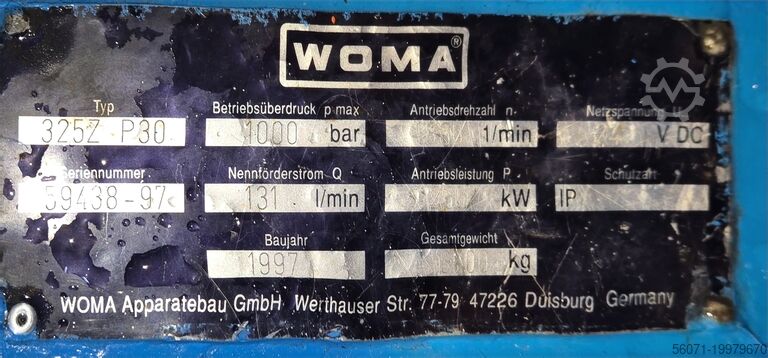 WOMA®
Typ Betriebsüberdruck p max Antriebsdrehzahl n Netzspannung U
325Z P30 1000 bar 1/min V DC
Seriennummer Nennförderstrom Q Antriebsleistung P Schutzart
59438-97 131 l/min kW IP
Baujahr Gesamtgewicht
1997 kg
WOMA Apparatebau GmbH Werthauser Str. 77-79 47226 Duisburg Germany
56071-19979670